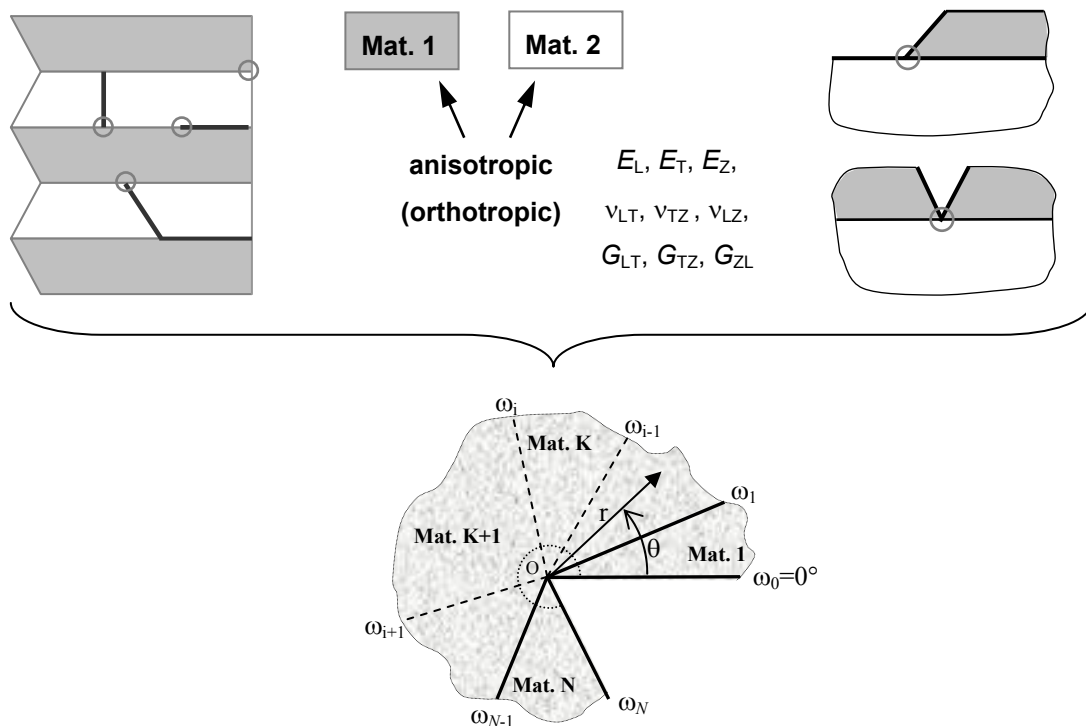 Mat. 1
Mat. 2
anisotropic
(orthotropic)
E_L, E_T, E_Z,
ν_LT, ν_TZ, ν_LZ,
G_LT, G_TZ, G_ZL
ω_i
Mat. K
ω_i-1
ω_1
r
Mat. K+1
θ
Mat. 1
O
ω_0=0°
ω_i+1
Mat. N
ω_N-1
ω_N